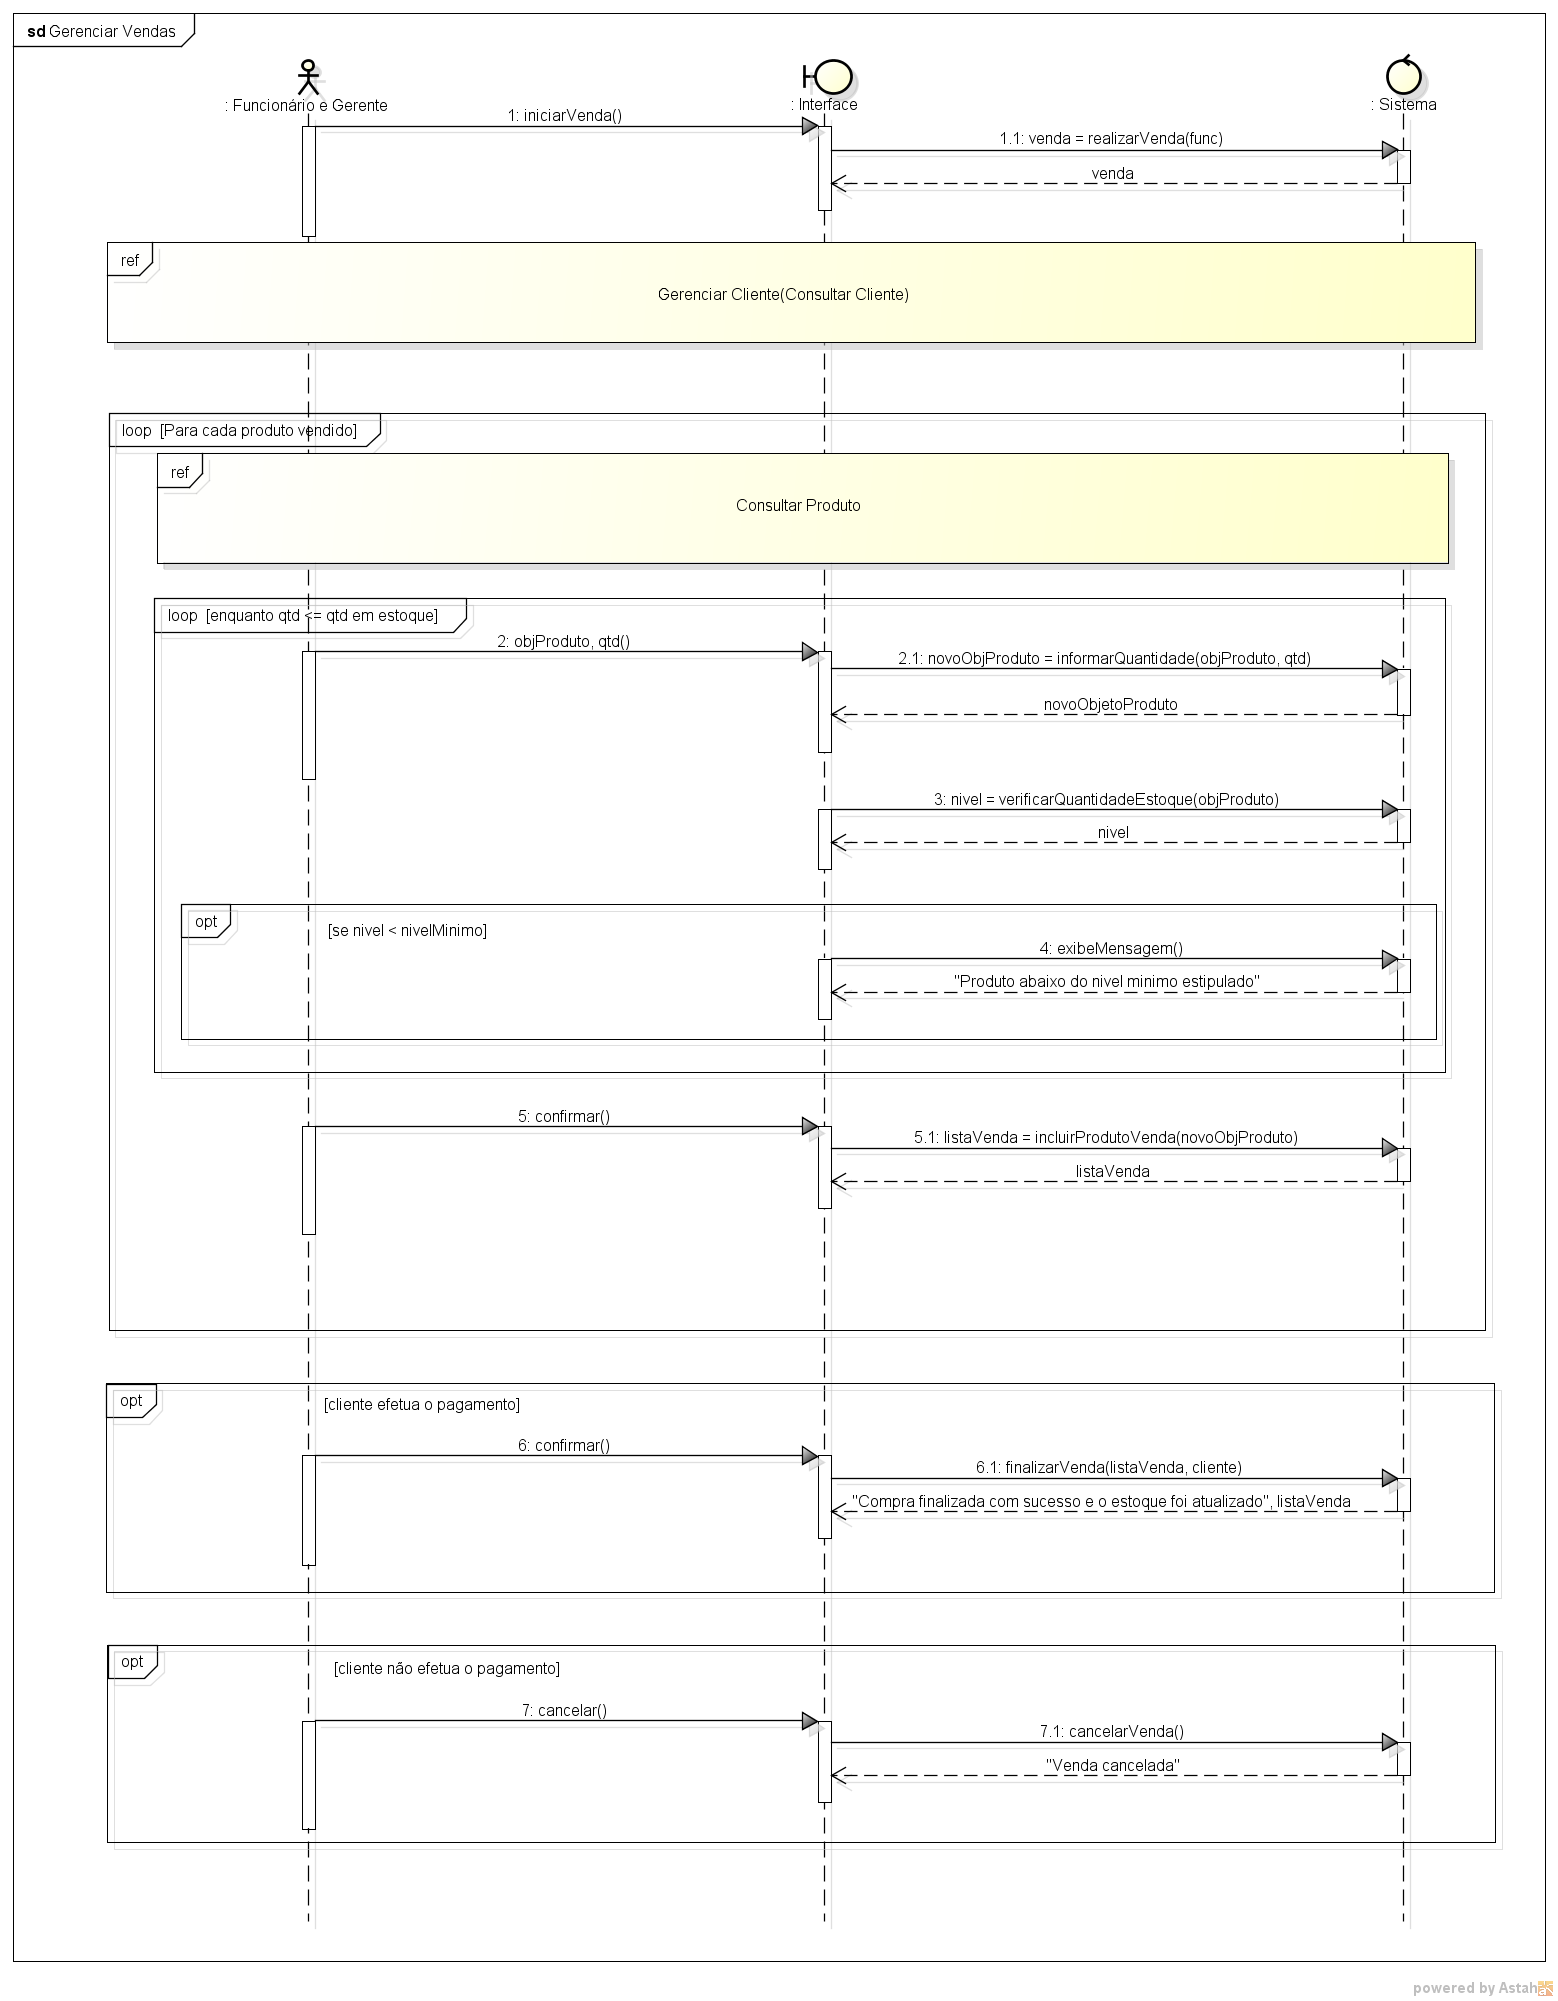 sd Gerenciar Vendas
: Funcionário e Gerente
: Interface
: Sistema
1: iniciarVenda()
1.1: venda = realizarVenda(func)
venda
ref
Gerenciar Cliente(Consultar Cliente)
loop [Para cada produto vendido]
ref
Consultar Produto
loop [enquanto qtd <= qtd em estoque]
2: objProduto, qtd()
2.1: novoObjProduto = informarQuantidade(objProduto, qtd)
novoObjetoProduto
3: nivel = verificarQuantidadeEstoque(objProduto)
nivel
opt
[se nivel < nivelMinimo]
4: exibeMensagem()
"Produto abaixo do nivel minimo estipulado"
5: confirmar()
5.1: listaVenda = incluirProdutoVenda(novoObjProduto)
listaVenda
opt
[cliente efetua o pagamento]
6: confirmar()
6.1: finalizarVenda(listaVenda, cliente)
"Compra finalizada com sucesso e o estoque foi atualizado", listaVenda
opt
[cliente não efetua o pagamento]
7: cancelar()
7.1: cancelarVenda()
"Venda cancelada"
powered by Astah